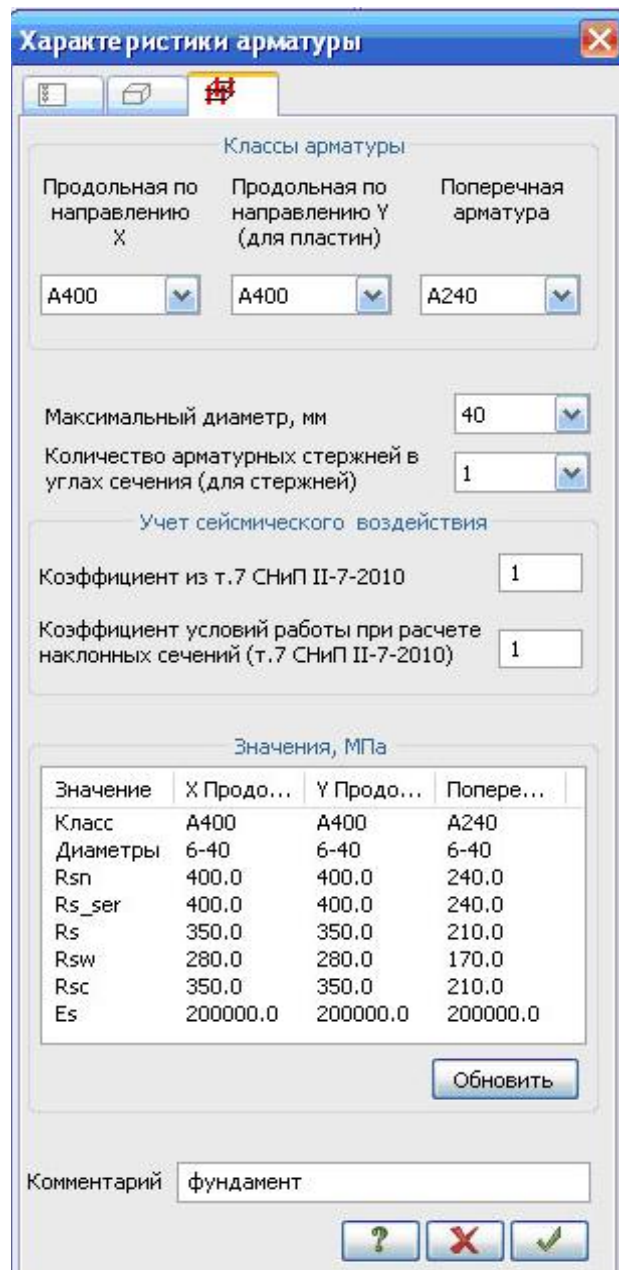 Характеристики арматуры
Классы арматуры
Продольная по направлению X
Продольная по направлению Y (для пластин)
Поперечная арматура
A400 A400 A240
Максимальный диаметр, мм 40
Количество арматурных стержней в
углах сечения (для стержней) 1
Учет сейсмического воздействия
Коэффициент из т.7 СНиП II-7-2010 1
Коэффициент условий работы при расчете
наклонных сечений (т.7 СНиП II-7-2010) 1
Значения, МПа
Значение X Продо... Y Продо... Попере...
Класс A400 A400 A240
Диаметры 6-40 6-40 6-40
Rsn 400.0 400.0 240.0
Rs_ser 400.0 400.0 240.0
Rs 350.0 350.0 210.0
Rsw 280.0 280.0 170.0
Rsc 350.0 350.0 210.0
Es 200000.0 200000.0 200000.0
Обновить
Комментарий фундамент
?